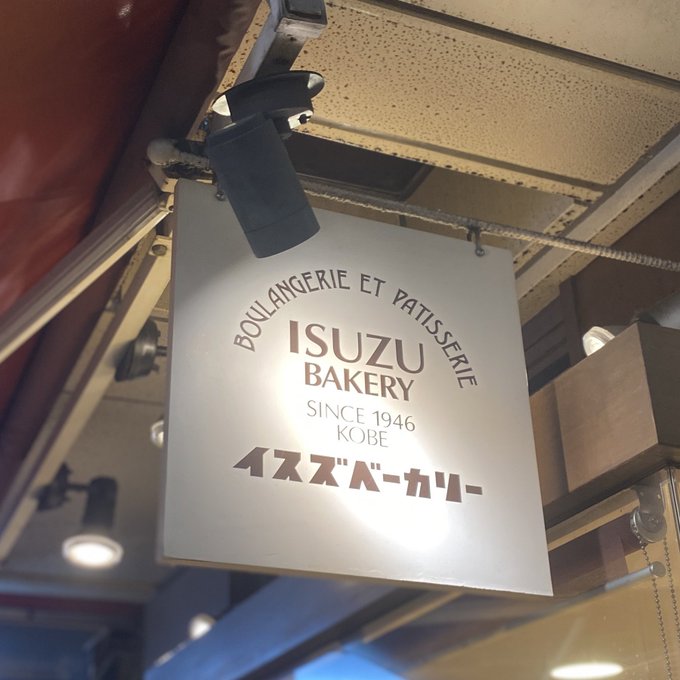 BOULANGERIE ET PATISSERIE
ISUZU
BAKERY
SINCE 1946
KOBE
イスズベーカリー